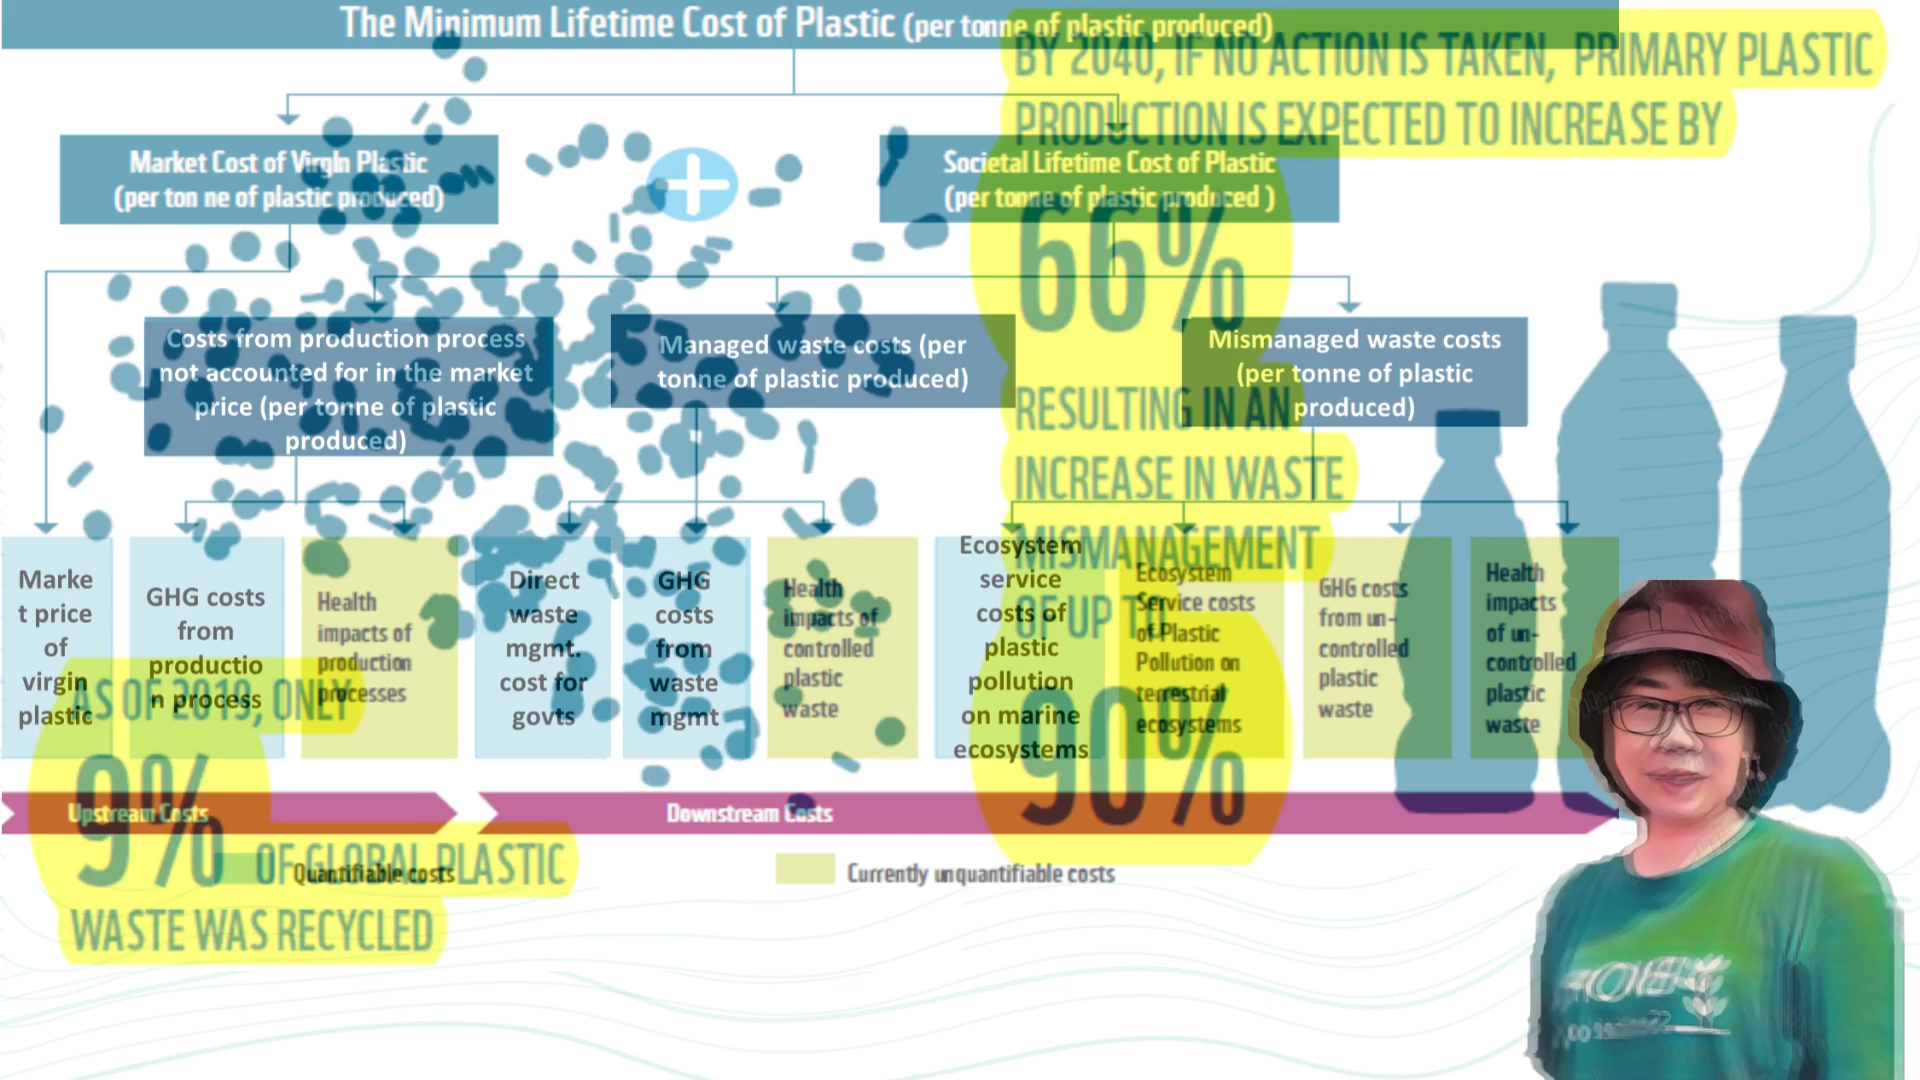 The Minimum Lifetime Cost of Plastic (per tonne of plastic produced)
BY 2040, IF NO ACTION IS TAKEN, PRIMARY PLASTIC
PRODUCTION IS EXPECTED TO INCREASE BY
66%
RESULTING IN AN
INCREASE IN WASTE
MISMANAGEMENT
OF UP TO
90%
Market Cost of Virgin Plastic
(per ton ne of plastic produced)
Societal Lifetime Cost of Plastic
(per tonne of plastic produced )
Costs from production process
not accounted for in the market
price (per tonne of plastic
produced)
Managed waste costs (per
tonne of plastic produced)
Mismanaged waste costs
(per tonne of plastic
produced)
Marke
t price
of
virgin
plastic
GHG costs
from
productio
n process
Health
impacts of
production
processes
Direct
waste
mgmt.
cost for
govts
GHG
costs
from
waste
mgmt
Health
impacts of
controlled
plastic
waste
Ecosystem
service
costs of
plastic
pollution
on marine
ecosystems
Ecosystem
Service costs
of Plastic
Pollution on
terrestrial
ecosystems
GHG costs
from un-
controlled
plastic
waste
Health
impacts
of un-
controlled
plastic
waste
AS OF 2019, ONLY
9%
OF GLOBAL PLASTIC
WASTE WAS RECYCLED
Upstream Costs
Downstream Costs
Quantifiable costs
Currently unquantifiable costs